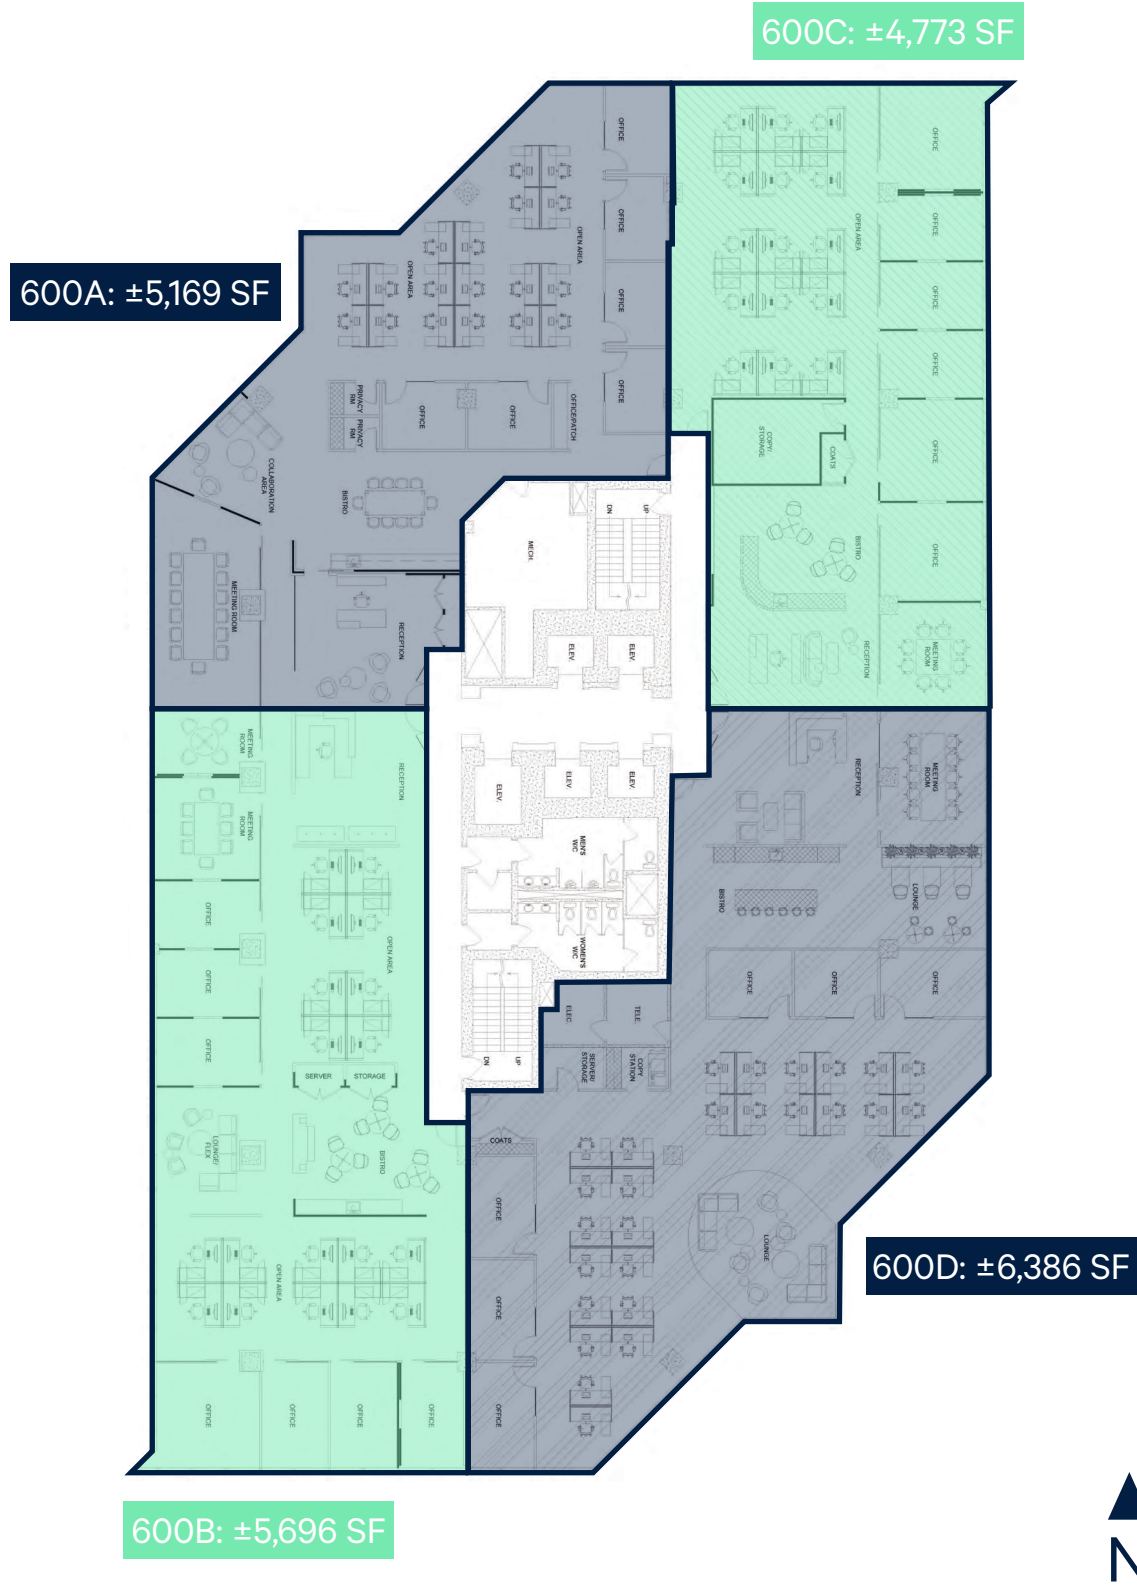 600C: ±4,773 SF
600A: ±5,169 SF
OFFICE
OFFICE
OFFICE
OFFICE
OPEN AREA
OPEN AREA
PRIVACY
RM
PRIVACY
RM
OFFICE
OFFICE
OFFICE/PATCH
COLLABORATION
AREA
BISTRO
MEETING ROOM
RECEPTION
OFFICE
OFFICE
OFFICE
OFFICE
OFFICE
OFFICE
OPEN AREA
COPY/
STORAGE
COATS
BISTRO
RECEPTION
MEETING
ROOM
MECH.
DN
UP
ELEV.
ELEV.
ELEV.
ELEV.
ELEV.
MEN'S
W/C
WOMEN'S
W/C
DN
UP
MEETING
ROOM
MEETING
ROOM
RECEPTION
OFFICE
OFFICE
OFFICE
OPEN AREA
SERVER
STORAGE
LOUNGE/
FLEX
BISTRO
OPEN AREA
OFFICE
OFFICE
OFFICE
OFFICE
RECEPTION
MEETING
ROOM
BISTRO
LOUNGE
OFFICE
OFFICE
OFFICE
ELEC.
TELE.
SERVER/
STORAGE
COPY
STATION
COATS
OFFICE
OFFICE
OFFICE
LOUNGE
600D: ±6,386 SF
600B: ±5,696 SF
N